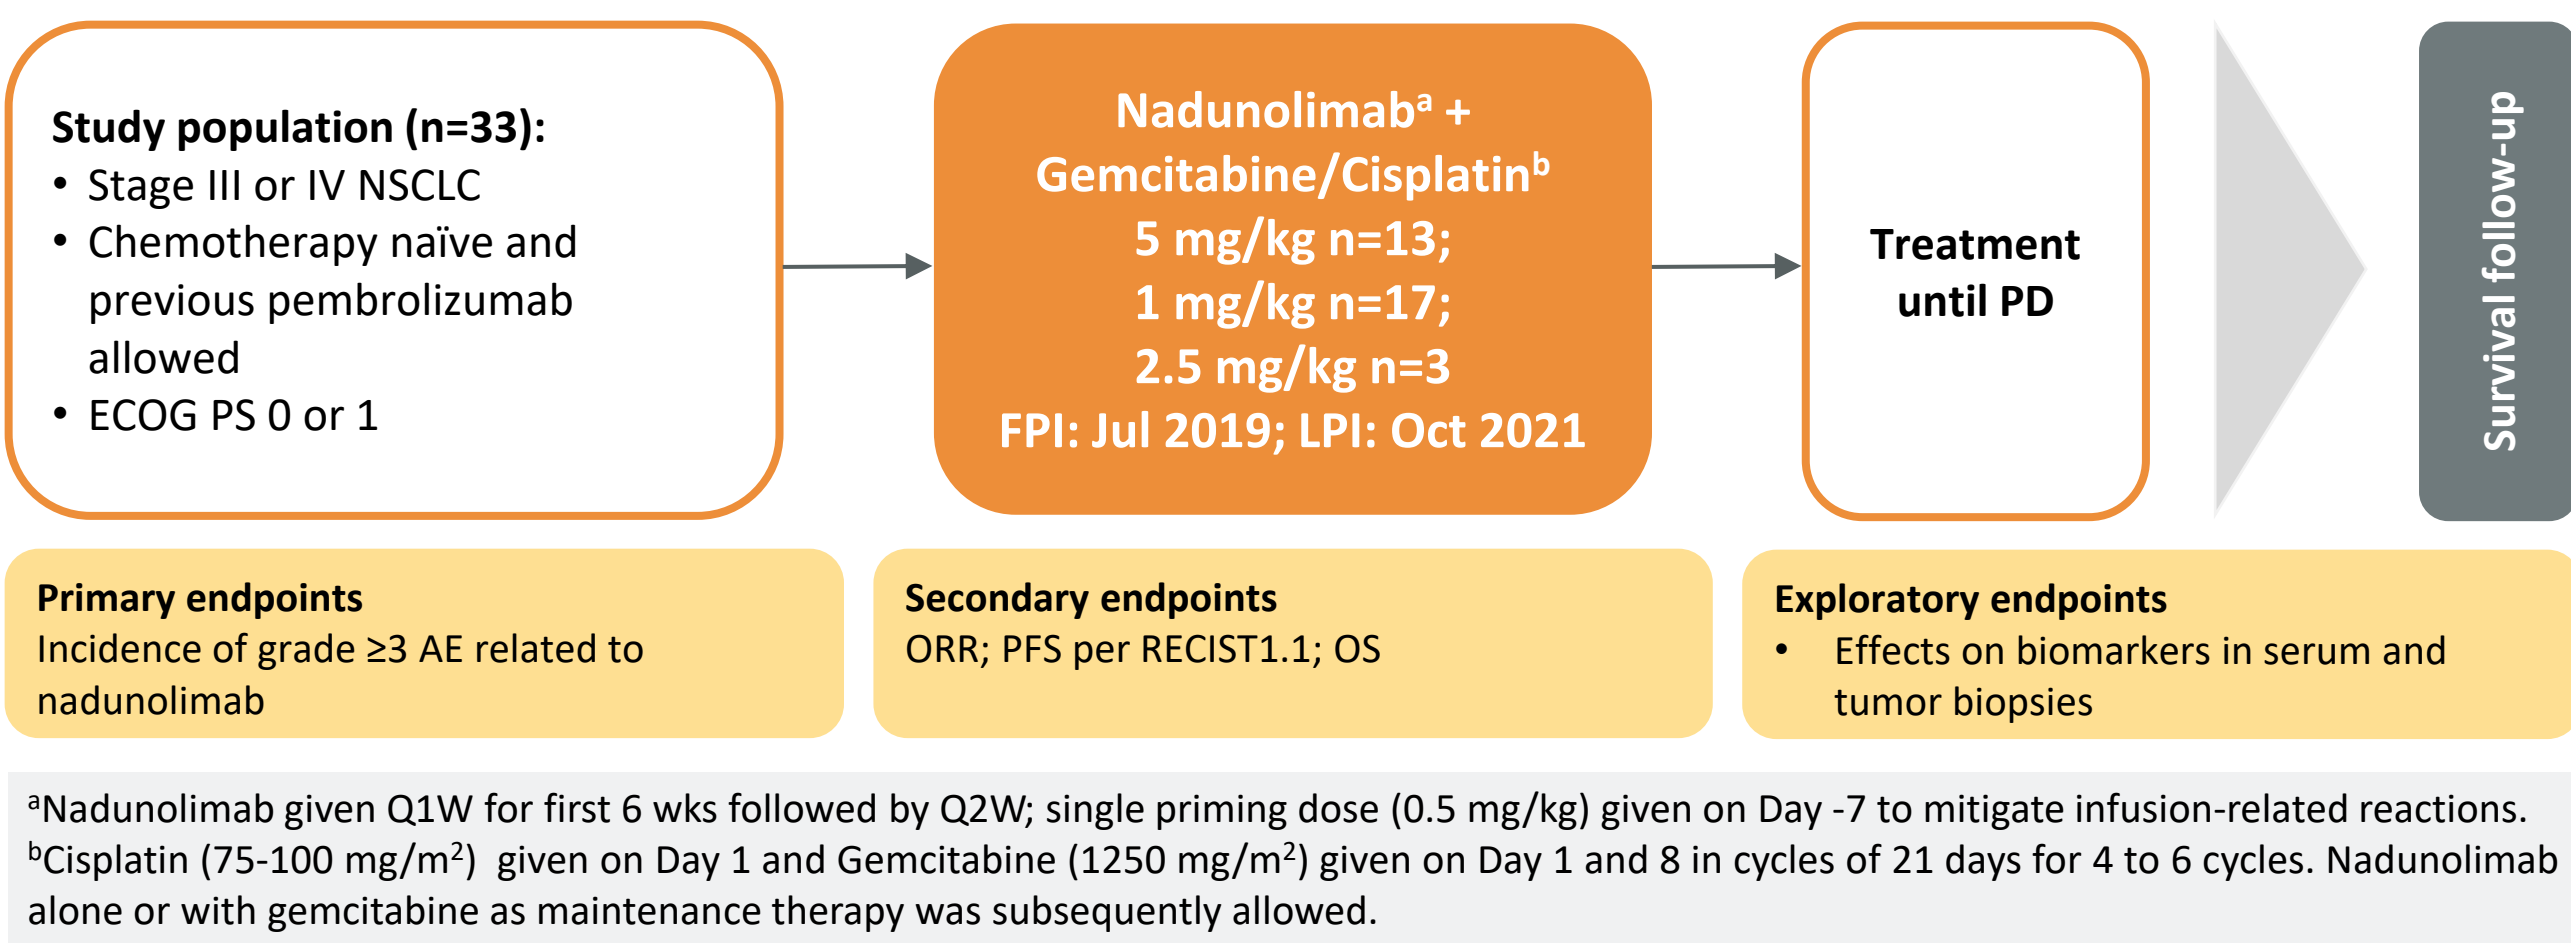 Study population (n=33):
• Stage III or IV NSCLC
• Chemotherapy naïve and
previous pembrolizumab
allowed
• ECOG PS 0 or 1
Nadunolimabᵃ +
Gemcitabine/Cisplatinᵇ
5 mg/kg n=13;
1 mg/kg n=17;
2.5 mg/kg n=3
FPI: Jul 2019; LPI: Oct 2021
Treatment
until PD
Survival follow-up
Primary endpoints
Incidence of grade ≥3 AE related to
nadunolimab
Secondary endpoints
ORR; PFS per RECIST1.1; OS
Exploratory endpoints
• Effects on biomarkers in serum and
tumor biopsies
ᵃNadunolimab given Q1W for first 6 wks followed by Q2W; single priming dose (0.5 mg/kg) given on Day -7 to mitigate infusion-related reactions.
ᵇCisplatin (75-100 mg/m²) given on Day 1 and Gemcitabine (1250 mg/m²) given on Day 1 and 8 in cycles of 21 days for 4 to 6 cycles. Nadunolimab
alone or with gemcitabine as maintenance therapy was subsequently allowed.